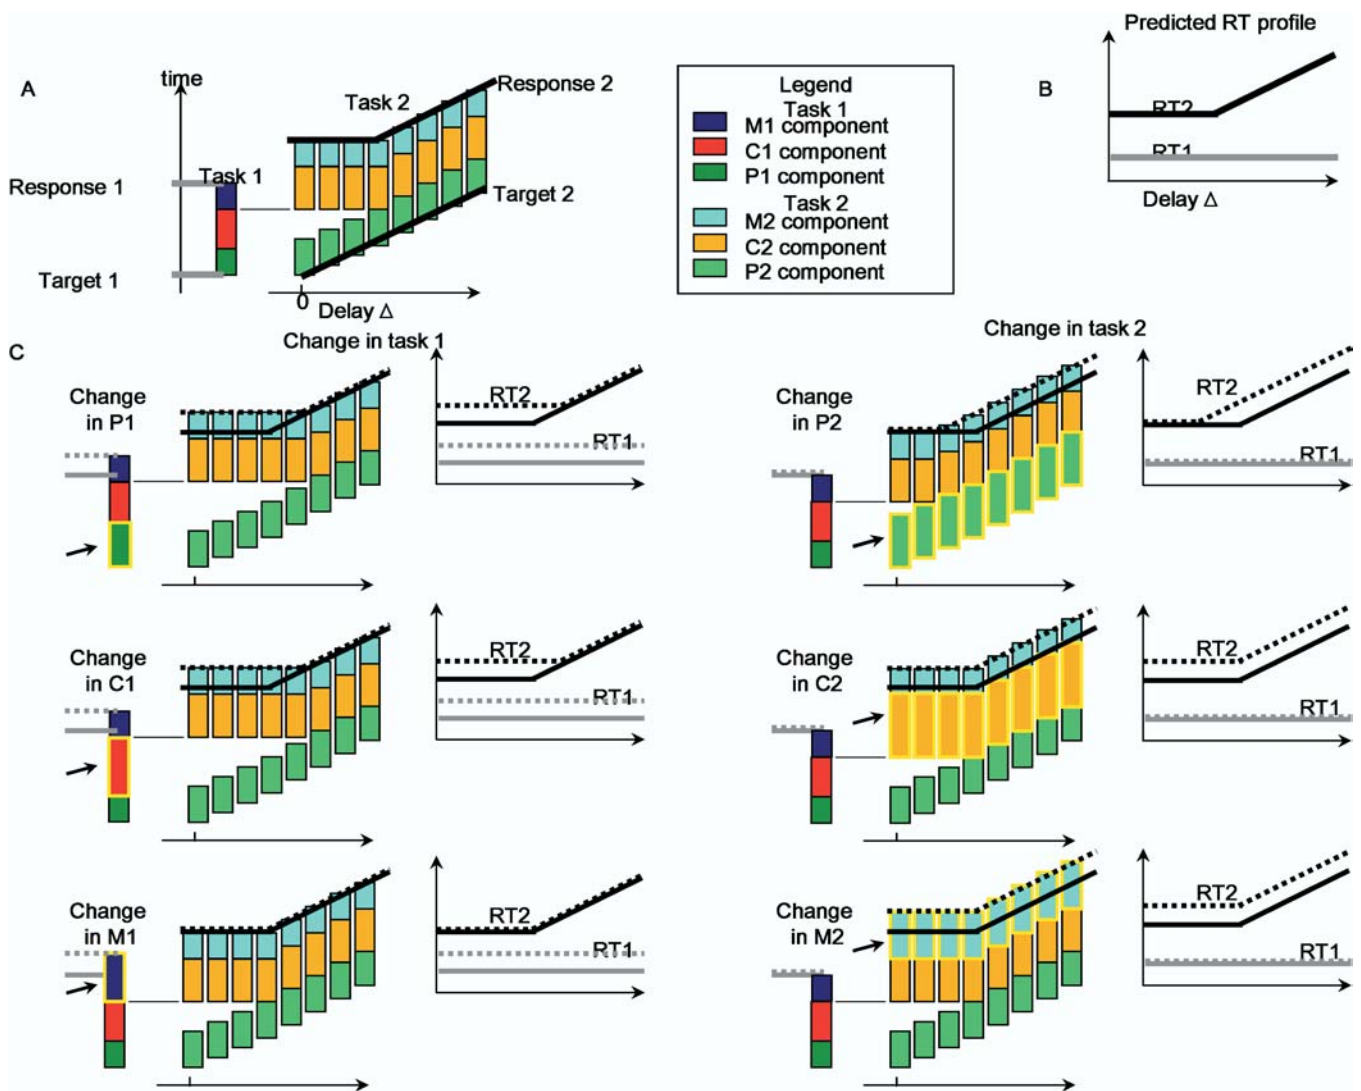 A
time
Task 2
Response 2
Response 1
Task 1
Target 2
Target 1
0
Delay Δ
Legend
Task 1
M1 component
C1 component
P1 component
Task 2
M2 component
C2 component
P2 component
Predicted RT profile
B
RT2
RT1
Delay Δ
C
Change in task 1
Change
in P1
RT2
RT1
Change
in C1
RT2
RT1
Change
in M1
RT2
RT1
Change in task 2
Change
in P2
RT2
RT1
Change
in C2
RT2
RT1
Change
in M2
RT2
RT1